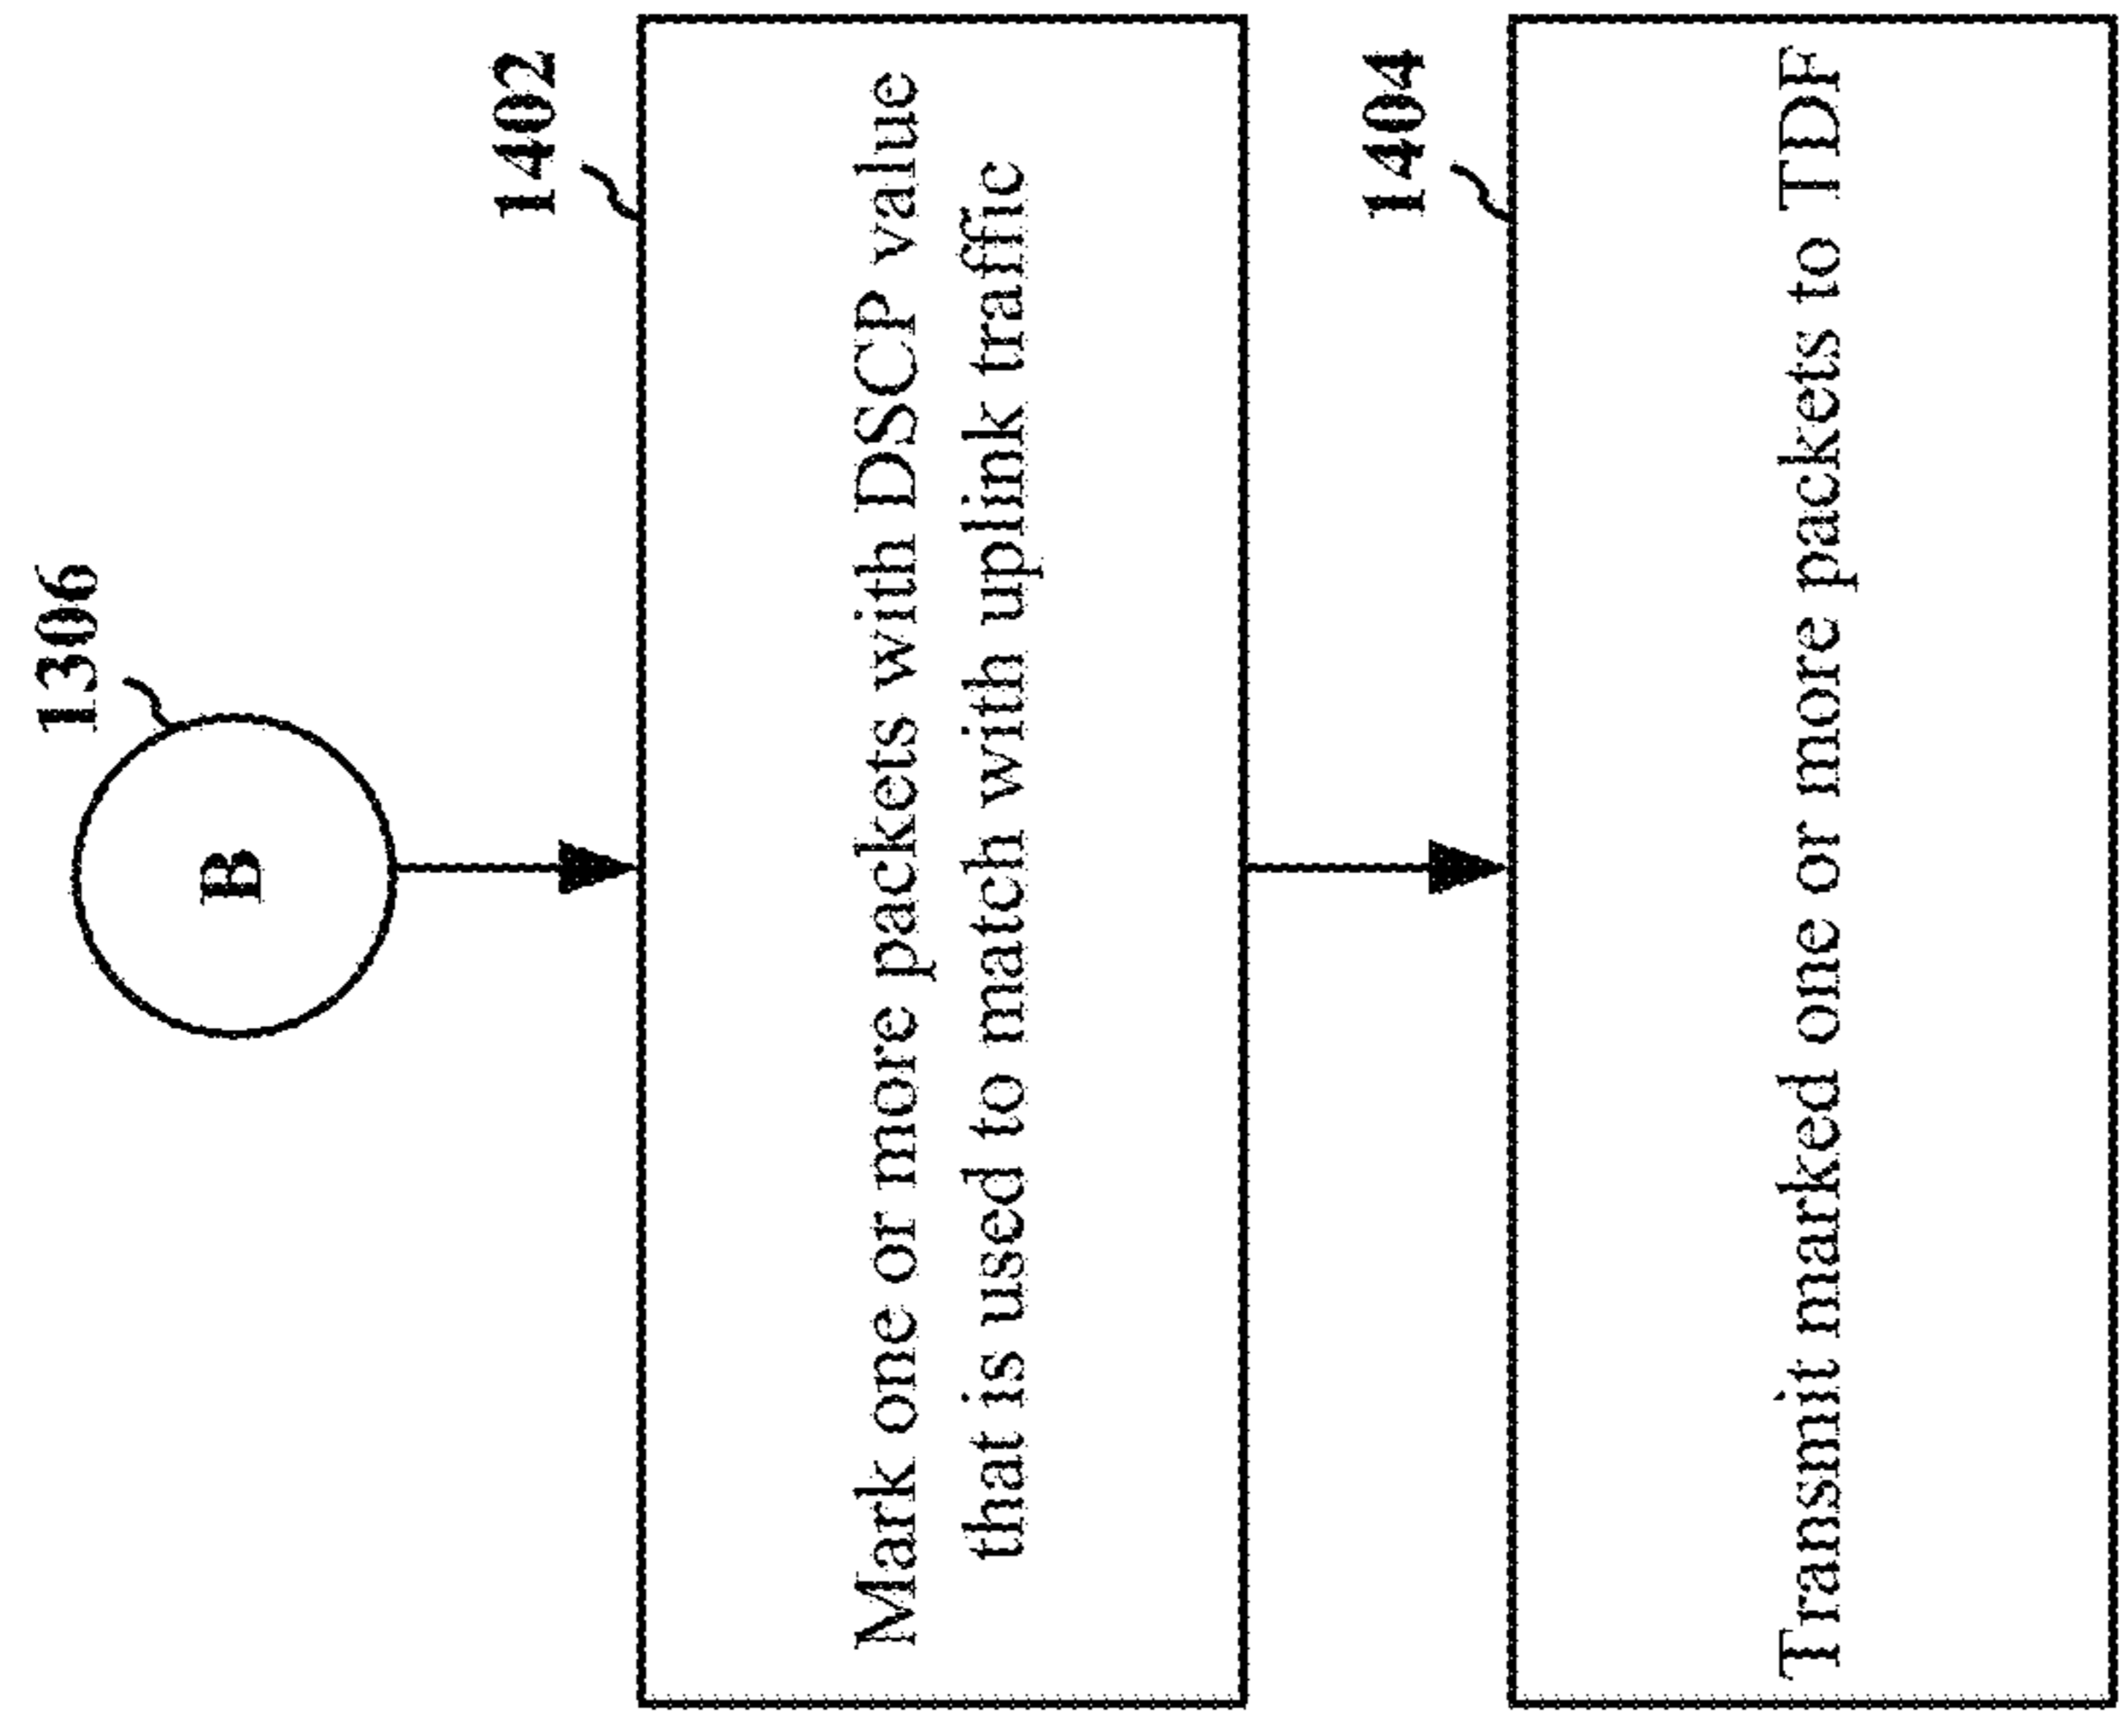 1306
B
1402
Mark one or more packets with DSCP value
that is used to match with uplink traffic
1404
Transmit marked one or more packets to TDF